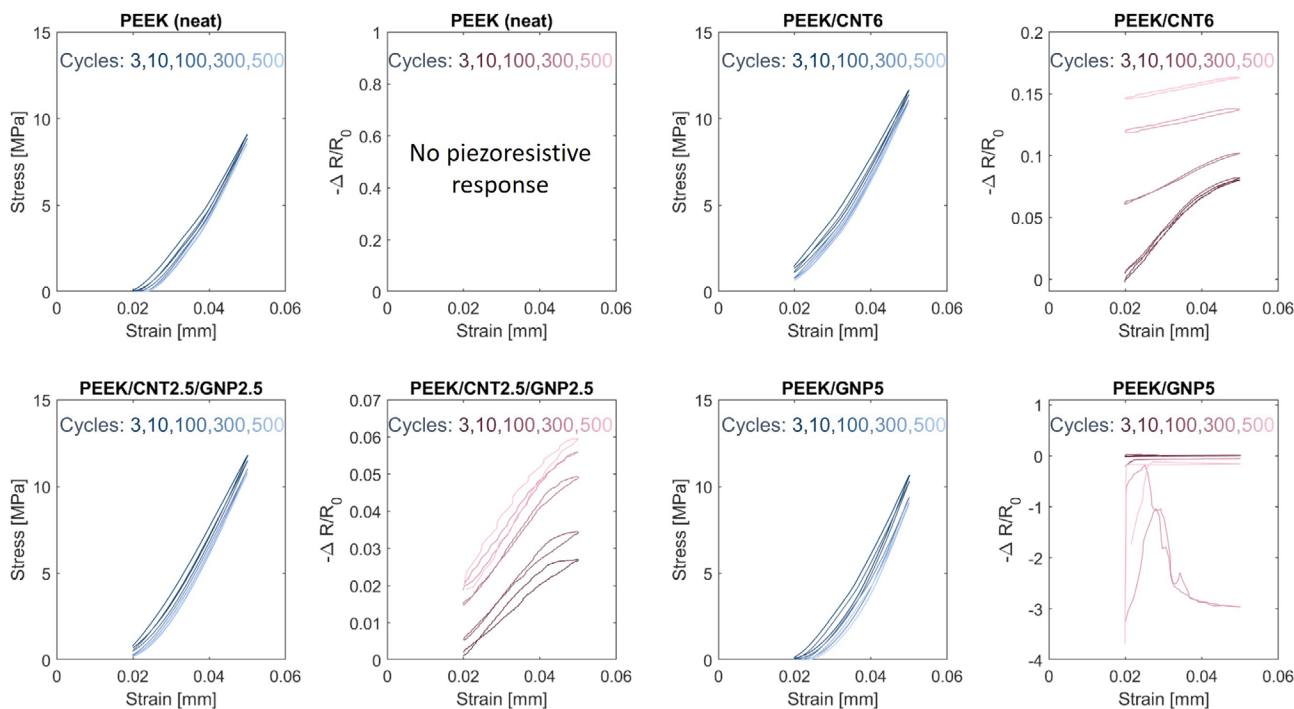 PEEK (neat)
Cycles: 3,10,100,300,500
Stress [MPa]
15
10
5
0
0
0.02
0.04
0.06
Strain [mm]
PEEK (neat)
Cycles: 3,10,100,300,500
No piezoresistive
response
-Δ R/R0
1
0.8
0.6
0.4
0.2
0
0
0.02
0.04
0.06
Strain [mm]
PEEK/CNT6
Cycles: 3,10,100,300,500
Stress [MPa]
15
10
5
0
0
0.02
0.04
0.06
Strain [mm]
PEEK/CNT6
Cycles: 3,10,100,300,500
-Δ R/R0
0.2
0.15
0.1
0.05
0
0
0.02
0.04
0.06
Strain [mm]
PEEK/CNT2.5/GNP2.5
Cycles: 3,10,100,300,500
Stress [MPa]
15
10
5
0
0
0.02
0.04
0.06
Strain [mm]
PEEK/CNT2.5/GNP2.5
Cycles: 3,10,100,300,500
-Δ R/R0
0.07
0.06
0.05
0.04
0.03
0.02
0.01
0
0
0.02
0.04
0.06
Strain [mm]
PEEK/GNP5
Cycles: 3,10,100,300,500
Stress [MPa]
15
10
5
0
0
0.02
0.04
0.06
Strain [mm]
PEEK/GNP5
Cycles: 3,10,100,300,500
-Δ R/R0
1
0
-1
-2
-3
-4
0
0.02
0.04
0.06
Strain [mm]